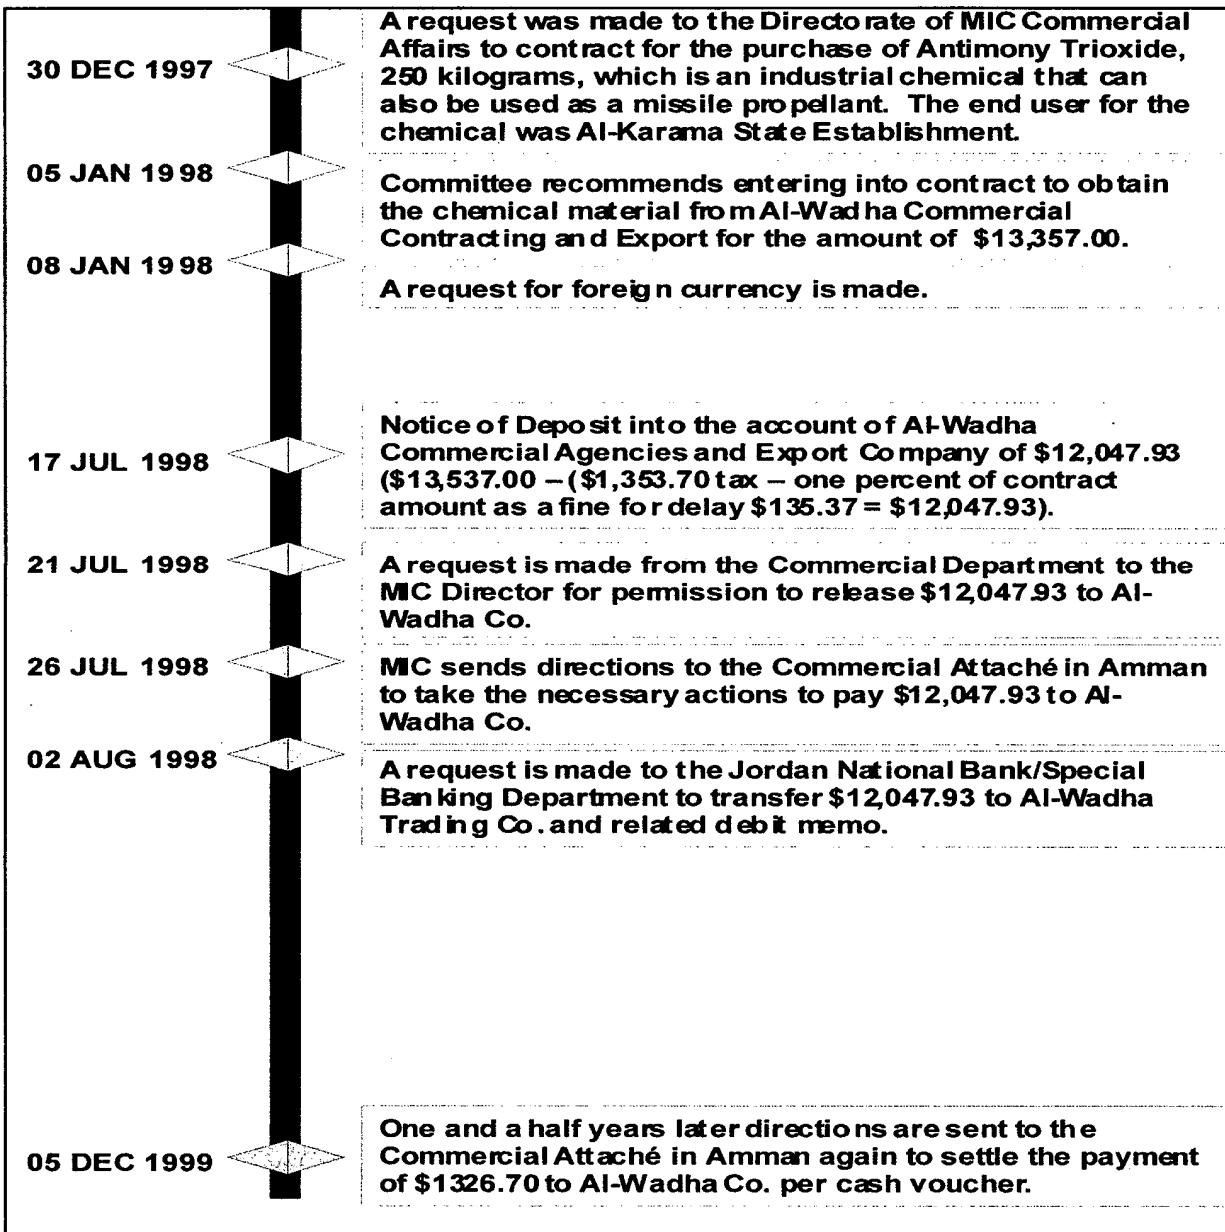 30 DEC 1997
A request was made to the Directorate of MIC Commercial
Affairs to contract for the purchase of Antimony Trioxide,
250 kilograms, which is an industrial chemical that can
also be used as a missile propellant. The end user for the
chemical was Al-Karama State Establishment.
05 JAN 1998
Committee recommends entering into contract to obtain
the chemical material from Al-Wadha Commercial
Contracting and Export for the amount of $13,357.00.
08 JAN 1998
A request for foreign currency is made.
17 JUL 1998
Notice of Deposit into the account of Al-Wadha
Commercial Agencies and Export Company of $12,047.93
($13,537.00 – ($1,353.70 tax – one percent of contract
amount as a fine for delay $135.37 = $12,047.93).
21 JUL 1998
A request is made from the Commercial Department to the
MIC Director for permission to release $12,047.93 to Al-
Wadha Co.
26 JUL 1998
MIC sends directions to the Commercial Attaché in Amman
to take the necessary actions to pay $12,047.93 to Al-
Wadha Co.
02 AUG 1998
A request is made to the Jordan National Bank/Special
Banking Department to transfer $12,047.93 to Al-Wadha
Trading Co. and related debit memo.
05 DEC 1999
One and a half years later directions are sent to the
Commercial Attaché in Amman again to settle the payment
of $1326.70 to Al-Wadha Co. per cash voucher.